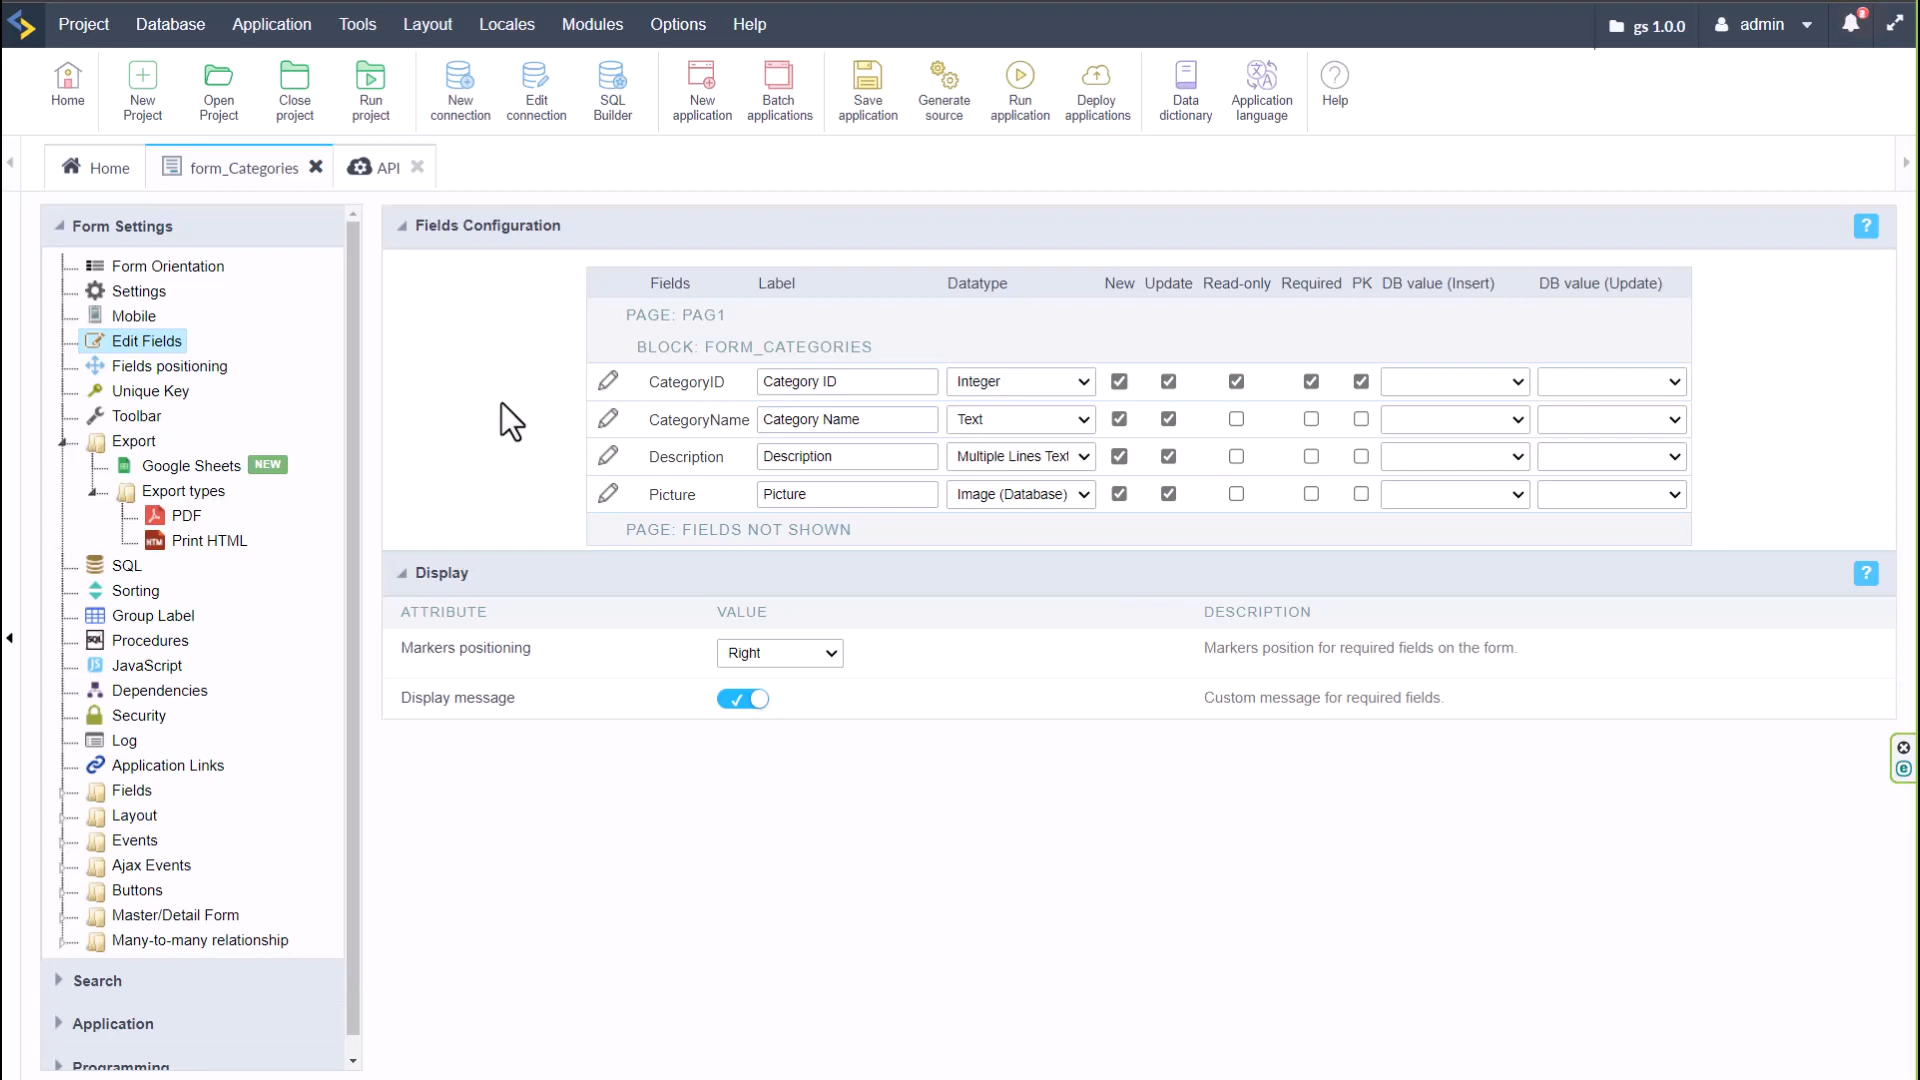 Project Database Application Tools Layout Locales Modules Options Help gs 1.0.0 admin 2
Home New Project Open Project Close project Run project New connection Edit connection SQL Builder New application Batch applications Save application Generate source Run application Deploy applications Data dictionary Application language Help
Home form_Categories API
Form Settings
Form Orientation
Settings
Mobile
Edit Fields
Fields positioning
Unique Key
Toolbar
Export
Google Sheets NEW
Export types
PDF
Print HTML
SQL
Sorting
Group Label
Procedures
JavaScript
Dependencies
Security
Log
Application Links
Fields
Layout
Events
Ajax Events
Buttons
Master/Detail Form
Many-to-many relationship
Search
Application
Programming
Fields Configuration ?
Fields Label Datatype New Update Read-only Required PK DB value (Insert) DB value (Update)
PAGE: PAG1
BLOCK: FORM_CATEGORIES
CategoryID Category ID Integer
CategoryName Category Name Text
Description Description Multiple Lines Text
Picture Picture Image (Database)
PAGE: FIELDS NOT SHOWN
Display ?
ATTRIBUTE VALUE DESCRIPTION
Markers positioning Right Markers position for required fields on the form.
Display message Custom message for required fields.